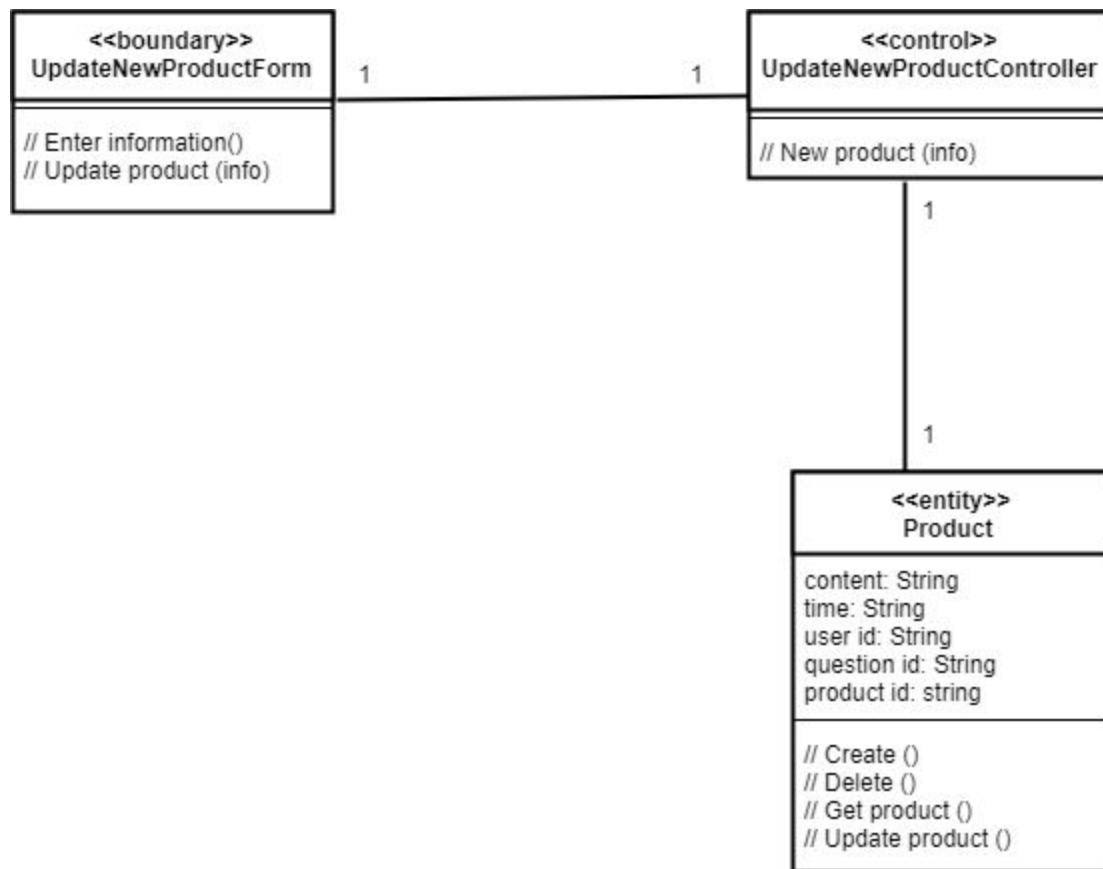 <<boundary>>
UpdateNewProductForm
// Enter information()
// Update product (info)
1
1
<<control>>
UpdateNewProductController
// New product (info)
1
1
<<entity>>
Product
content: String
time: String
user id: String
question id: String
product id: string
// Create ()
// Delete ()
// Get product ()
// Update product ()